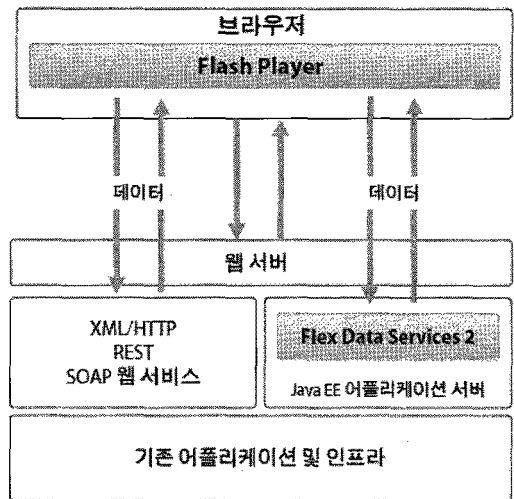 브라우저
Flash Player
데이터
데이터
웹 서버
XML/HTTP
REST
SOAP 웹 서비스
Flex Data Services 2
Java EE 어플리케이션 서버
기존 어플리케이션 및 인프라